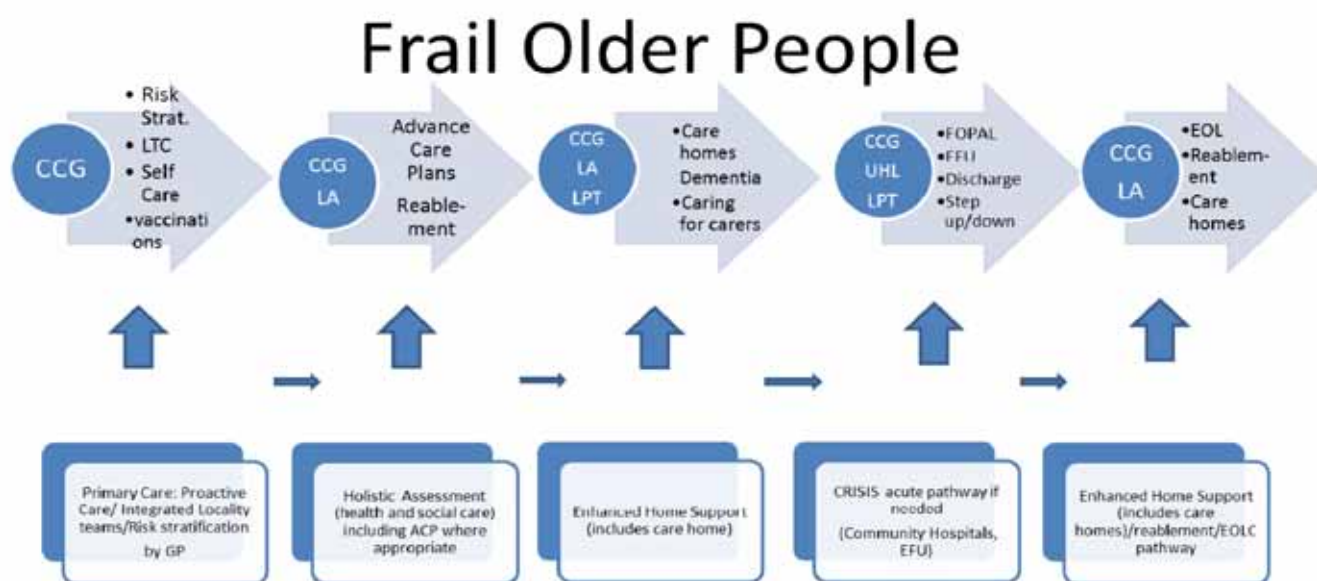 Frail Older People
CCG
• Risk
Strat.
• LTC
• Self
Care
•vaccinati
ons
CCG
LA
Advance
Care
Plans
Reable-
ment
CCG
LA
LPT
•Care
homes
Dementia
•Caring
for carers
CCG
UHL
LPT
•FOPAL
•EFU
•Discharge
•Step
up/down
CCG
LA
•EOL
•Reablem-
ent
•Care
homes
Primary Care: Proactive
Care/ Integrated Locality
teams/Risk stratification
by GP
Holistic Assessment
(health and social care)
including ACP where
appropriate
Enhanced Home Support
(includes care home)
CRISIS acute pathway if
needed
(Community Hospitals,
EFU)
Enhanced Home Support
(includes care
homes)/reablement/EOLC
pathway